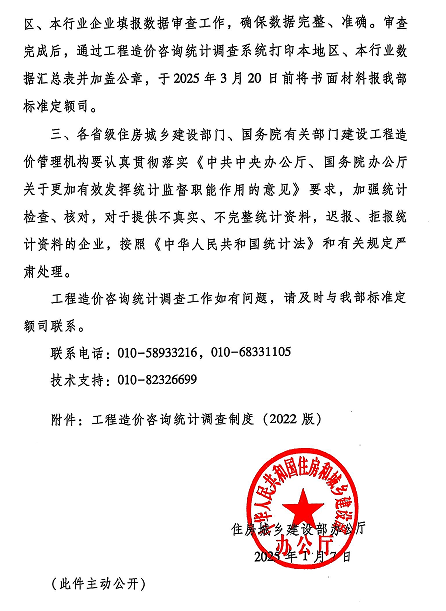 区、本行业企业填报数据审查工作，确保数据完整、准确。审查
完成后，通过工程造价咨询统计调查系统打印本地区、本行业数
据汇总表并加盖公章，于 2025 年 3 月 20 日前将书面材料报我部
标准定额司。
三、各省级住房城乡建设部门、国务院有关部门建设工程造
价管理机构要认真贯彻落实《中共中央办公厅、国务院办公厅
关于更加有效发挥统计监督职能作用的意见》要求，加强统计
检查、核对，对于提供不真实、不完整统计资料，迟报、拒报统
计资料的企业，按照《中华人民共和国统计法》和有关规定严
肃处理。
工程造价咨询统计调查工作如有问题，请及时与我部标准定
额司联系。
联系电话：010-58933216，010-68331105
技术支持：010-82326699
附件：工程造价咨询统计调查制度（2022 版）
中华人民共和国住房和城乡建设部
住房城乡建设部办公厅
办公厅
2025 年 1 月 7 日
（此件主动公开）